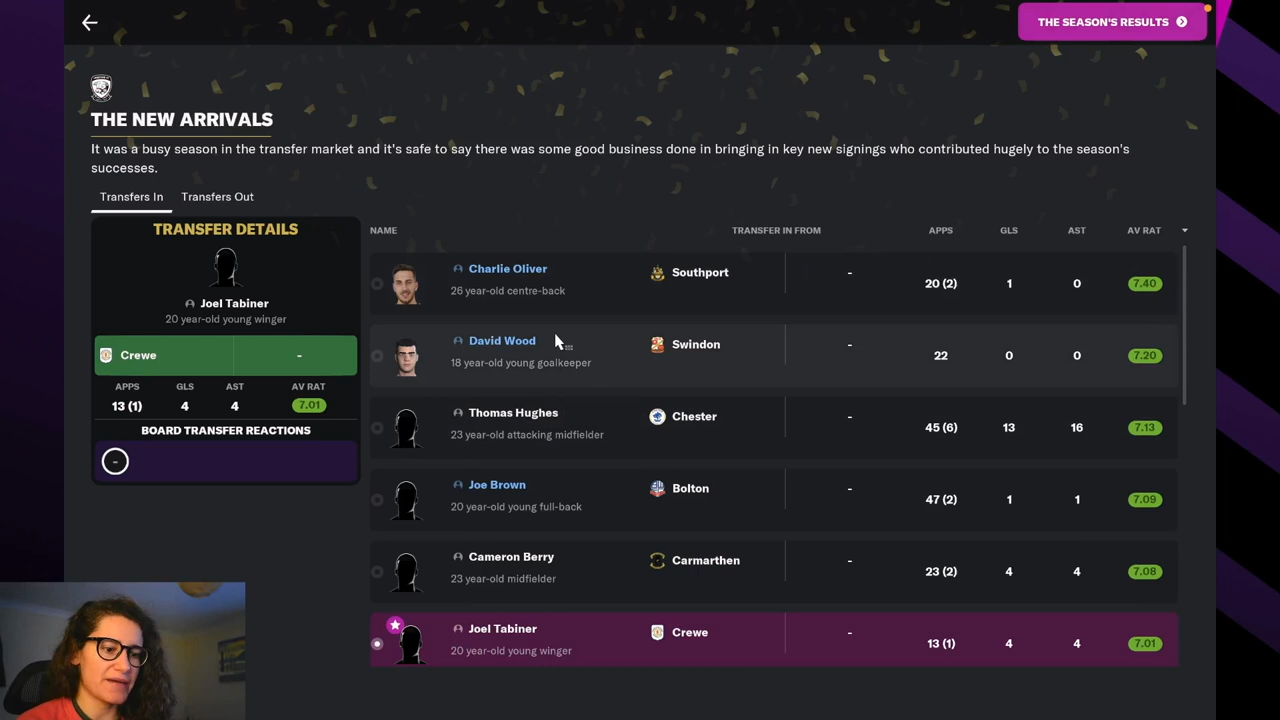 THE SEASON'S RESULTS
THE NEW ARRIVALS
It was a busy season in the transfer market and it's safe to say there was some good business done in bringing in key new signings who contributed hugely to the season's
successes.
Transfers In Transfers Out
TRANSFER DETAILS
Joel Tabiner
20 year-old young winger
Crewe -
APPS GLS AST AV RAT
13 (1) 4 4 7.01
BOARD TRANSFER REACTIONS
-
NAME TRANSFER IN FROM APPS GLS AST AV RAT
Charlie Oliver Southport - 20 (2) 1 0 7.40
26 year-old centre-back
David Wood Swindon - 22 0 0 7.20
18 year-old young goalkeeper
Thomas Hughes Chester - 45 (6) 13 16 7.13
23 year-old attacking midfielder
Joe Brown Bolton - 47 (2) 1 1 7.09
20 year-old young full-back
Cameron Berry Carmarthen - 23 (2) 4 4 7.08
23 year-old midfielder
Joel Tabiner Crewe - 13 (1) 4 4 7.01
20 year-old young winger